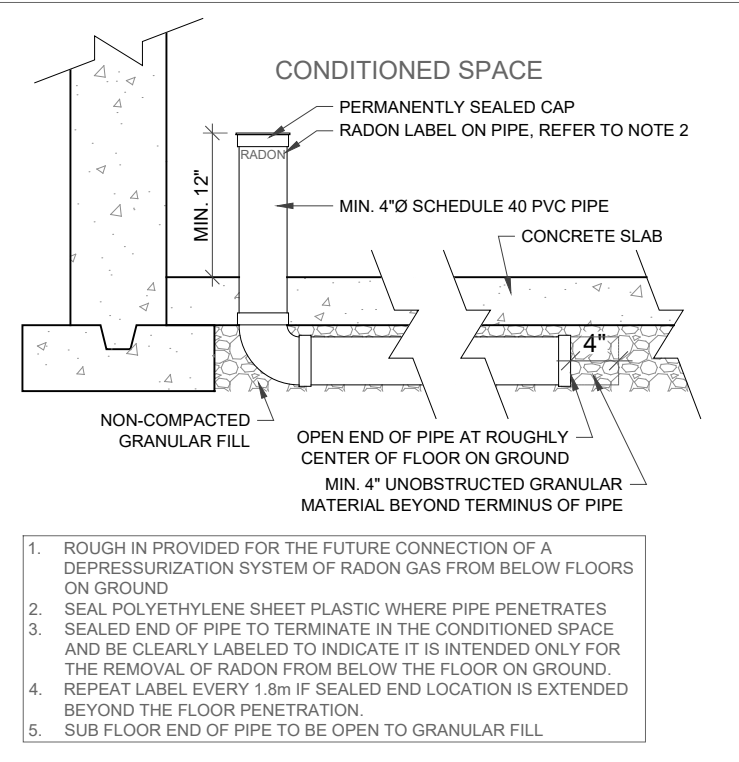 CONDITIONED SPACE
PERMANENTLY SEALED CAP
RADON LABEL ON PIPE, REFER TO NOTE 2
RADON
MIN. 12"
MIN. 4"Ø SCHEDULE 40 PVC PIPE
CONCRETE SLAB
4"
NON-COMPACTED
GRANULAR FILL
OPEN END OF PIPE AT ROUGHLY
CENTER OF FLOOR ON GROUND
MIN. 4" UNOBSTRUCTED GRANULAR
MATERIAL BEYOND TERMINUS OF PIPE
1. ROUGH IN PROVIDED FOR THE FUTURE CONNECTION OF A
DEPRESSURIZATION SYSTEM OF RADON GAS FROM BELOW FLOORS
ON GROUND
2. SEAL POLYETHYLENE SHEET PLASTIC WHERE PIPE PENETRATES
3. SEALED END OF PIPE TO TERMINATE IN THE CONDITIONED SPACE
AND BE CLEARLY LABELED TO INDICATE IT IS INTENDED ONLY FOR
THE REMOVAL OF RADON FROM BELOW THE FLOOR ON GROUND.
4. REPEAT LABEL EVERY 1.8m IF SEALED END LOCATION IS EXTENDED
BEYOND THE FLOOR PENETRATION.
5. SUB FLOOR END OF PIPE TO BE OPEN TO GRANULAR FILL